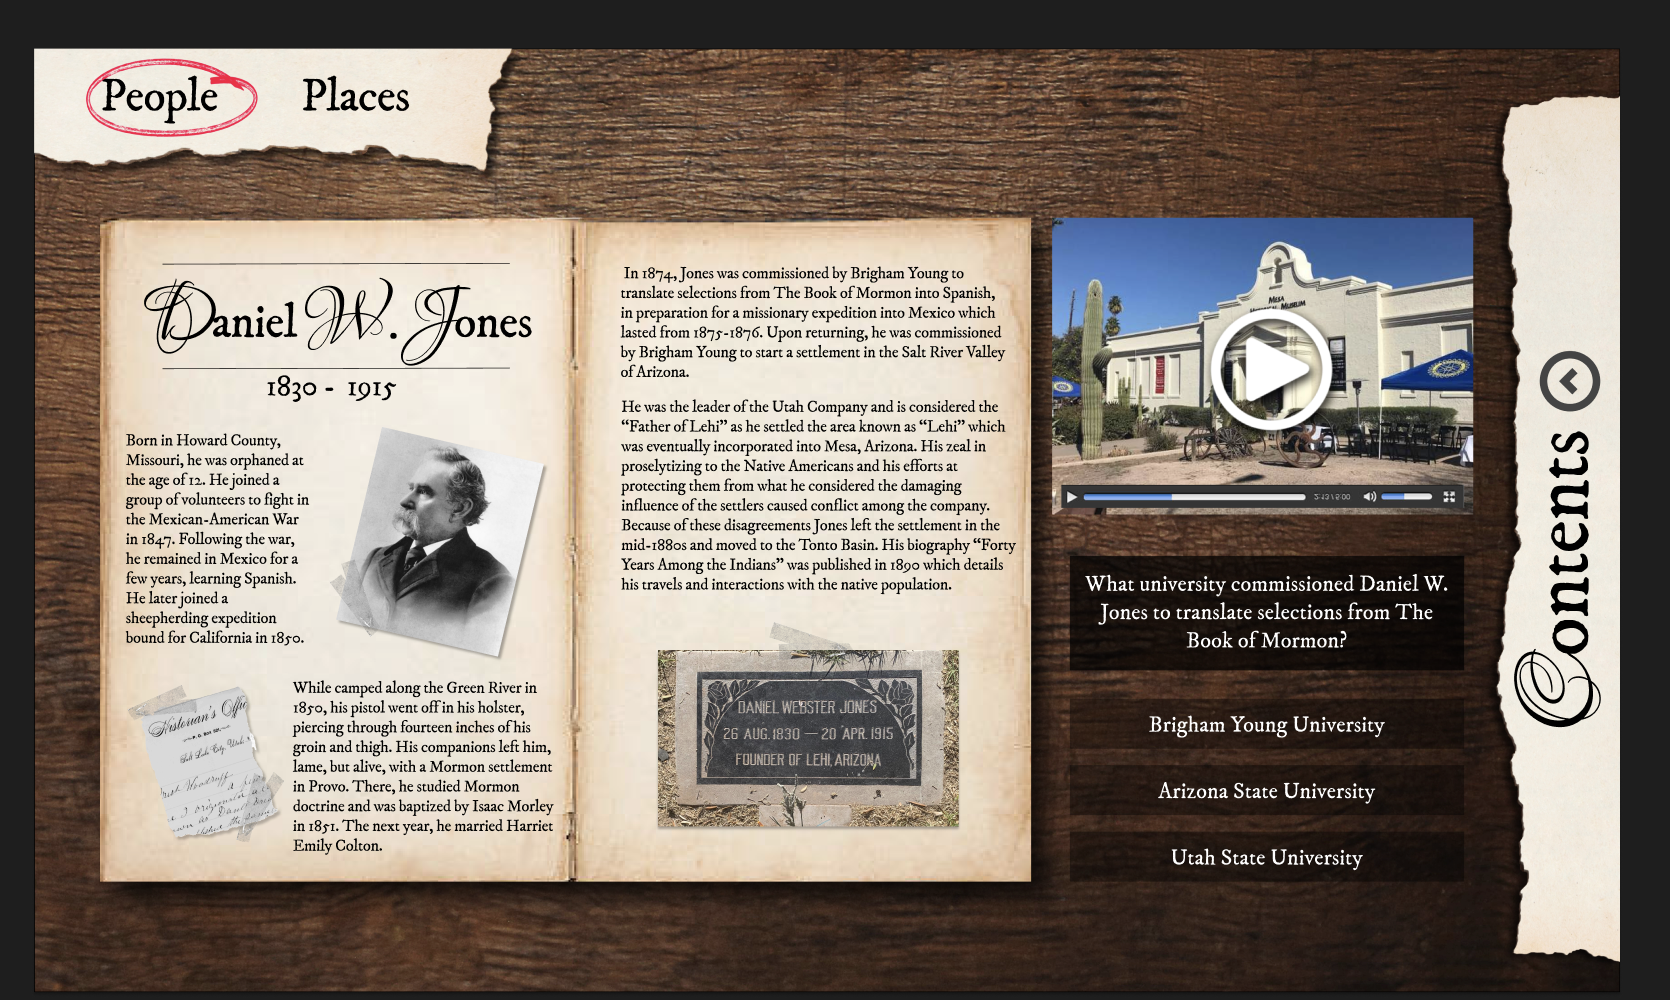 People
Places
Daniel W. Jones
1830 - 1915
Born in Howard County,
Missouri, he was orphaned at
the age of 12. He joined a
group of volunteers to fight in
the Mexican-American War
in 1847. Following the war,
he remained in Mexico for a
few years, learning Spanish.
He later joined a
sheepherding expedition
bound for California in 1850.
Historian's Offic
P. O. Box
Salt Lake City, Utah
While camped along the Green River in
1850, his pistol went off in his holster,
piercing through fourteen inches of his
groin and thigh. His companions left him,
lame, but alive, with a Mormon settlement
in Provo. There, he studied Mormon
doctrine and was baptized by Isaac Morley
in 1851. The next year, he married Harriet
Emily Colton.
In 1874, Jones was commissioned by Brigham Young to
translate selections from The Book of Mormon into Spanish,
in preparation for a missionary expedition into Mexico which
lasted from 1875-1876. Upon returning, he was commissioned
by Brigham Young to start a settlement in the Salt River Valley
of Arizona.
He was the leader of the Utah Company and is considered the
“Father of Lehi” as he settled the area known as “Lehi” which
was eventually incorporated into Mesa, Arizona. His zeal in
proselytizing to the Native Americans and his efforts at
protecting them from what he considered the damaging
influence of the settlers caused conflict among the company.
Because of these disagreements Jones left the settlement in the
mid-1880s and moved to the Tonto Basin. His biography “Forty
Years Among the Indians” was published in 1890 which details
his travels and interactions with the native population.
DANIEL WEBSTER JONES
26 AUG. 1830 — 20 APR. 1915
FOUNDER OF LEHI, ARIZONA
MESA
MUSEUM
2:13/5:00
What university commissioned Daniel W.
Jones to translate selections from The
Book of Mormon?
Brigham Young University
Arizona State University
Utah State University
Contents